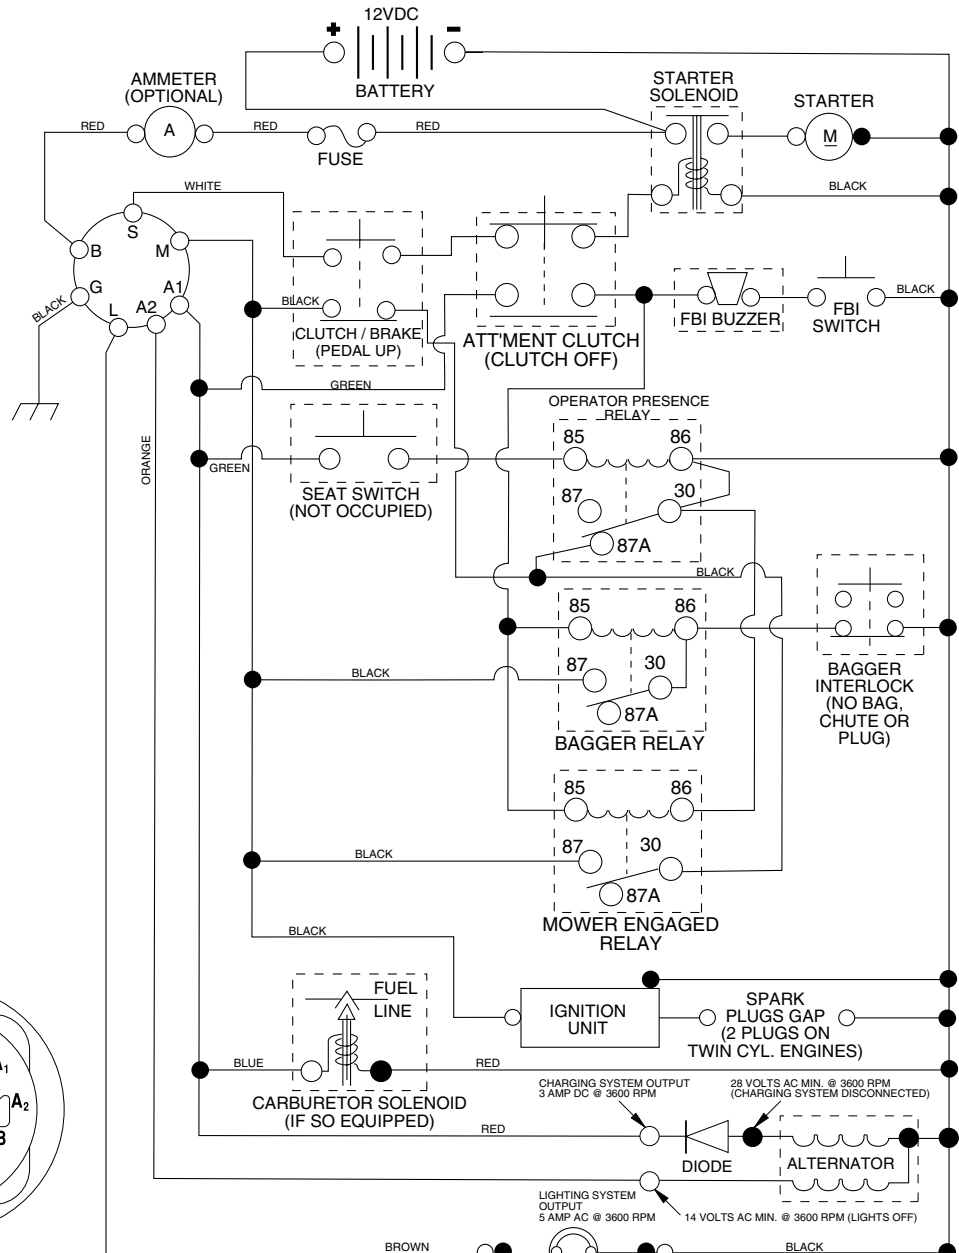 12VDC
+
-
BATTERY
AMMETER
(OPTIONAL)
STARTER
SOLENOID
STARTER
RED
A
RED
FUSE
RED
M
WHITE
BLACK
S
B
M
G
A1
L
A2
BLACK
BLACK
CLUTCH / BRAKE
(PEDAL UP)
ATT'MENT CLUTCH
(CLUTCH OFF)
FBI BUZZER
FBI
SWITCH
BLACK
GREEN
OPERATOR PRESENCE
RELAY
ORANGE
GREEN
SEAT SWITCH
(NOT OCCUPIED)
85
86
87
30
87A
BLACK
85
86
87
30
87A
BLACK
BAGGER RELAY
BAGGER
INTERLOCK
(NO BAG,
CHUTE OR
PLUG)
85
86
87
30
87A
BLACK
MOWER ENGAGED
RELAY
BLACK
FUEL
LINE
IGNITION
UNIT
SPARK
PLUGS GAP
(2 PLUGS ON
TWIN CYL. ENGINES)
BLUE
RED
CARBURETOR SOLENOID
(IF SO EQUIPPED)
CHARGING SYSTEM OUTPUT
3 AMP DC @ 3600 RPM
28 VOLTS AC MIN. @ 3600 RPM
(CHARGING SYSTEM DISCONNECTED)
RED
DIODE
ALTERNATOR
LIGHTING SYSTEM
OUTPUT
5 AMP AC @ 3600 RPM
14 VOLTS AC MIN. @ 3600 RPM (LIGHTS OFF)
BROWN
BLACK
A2